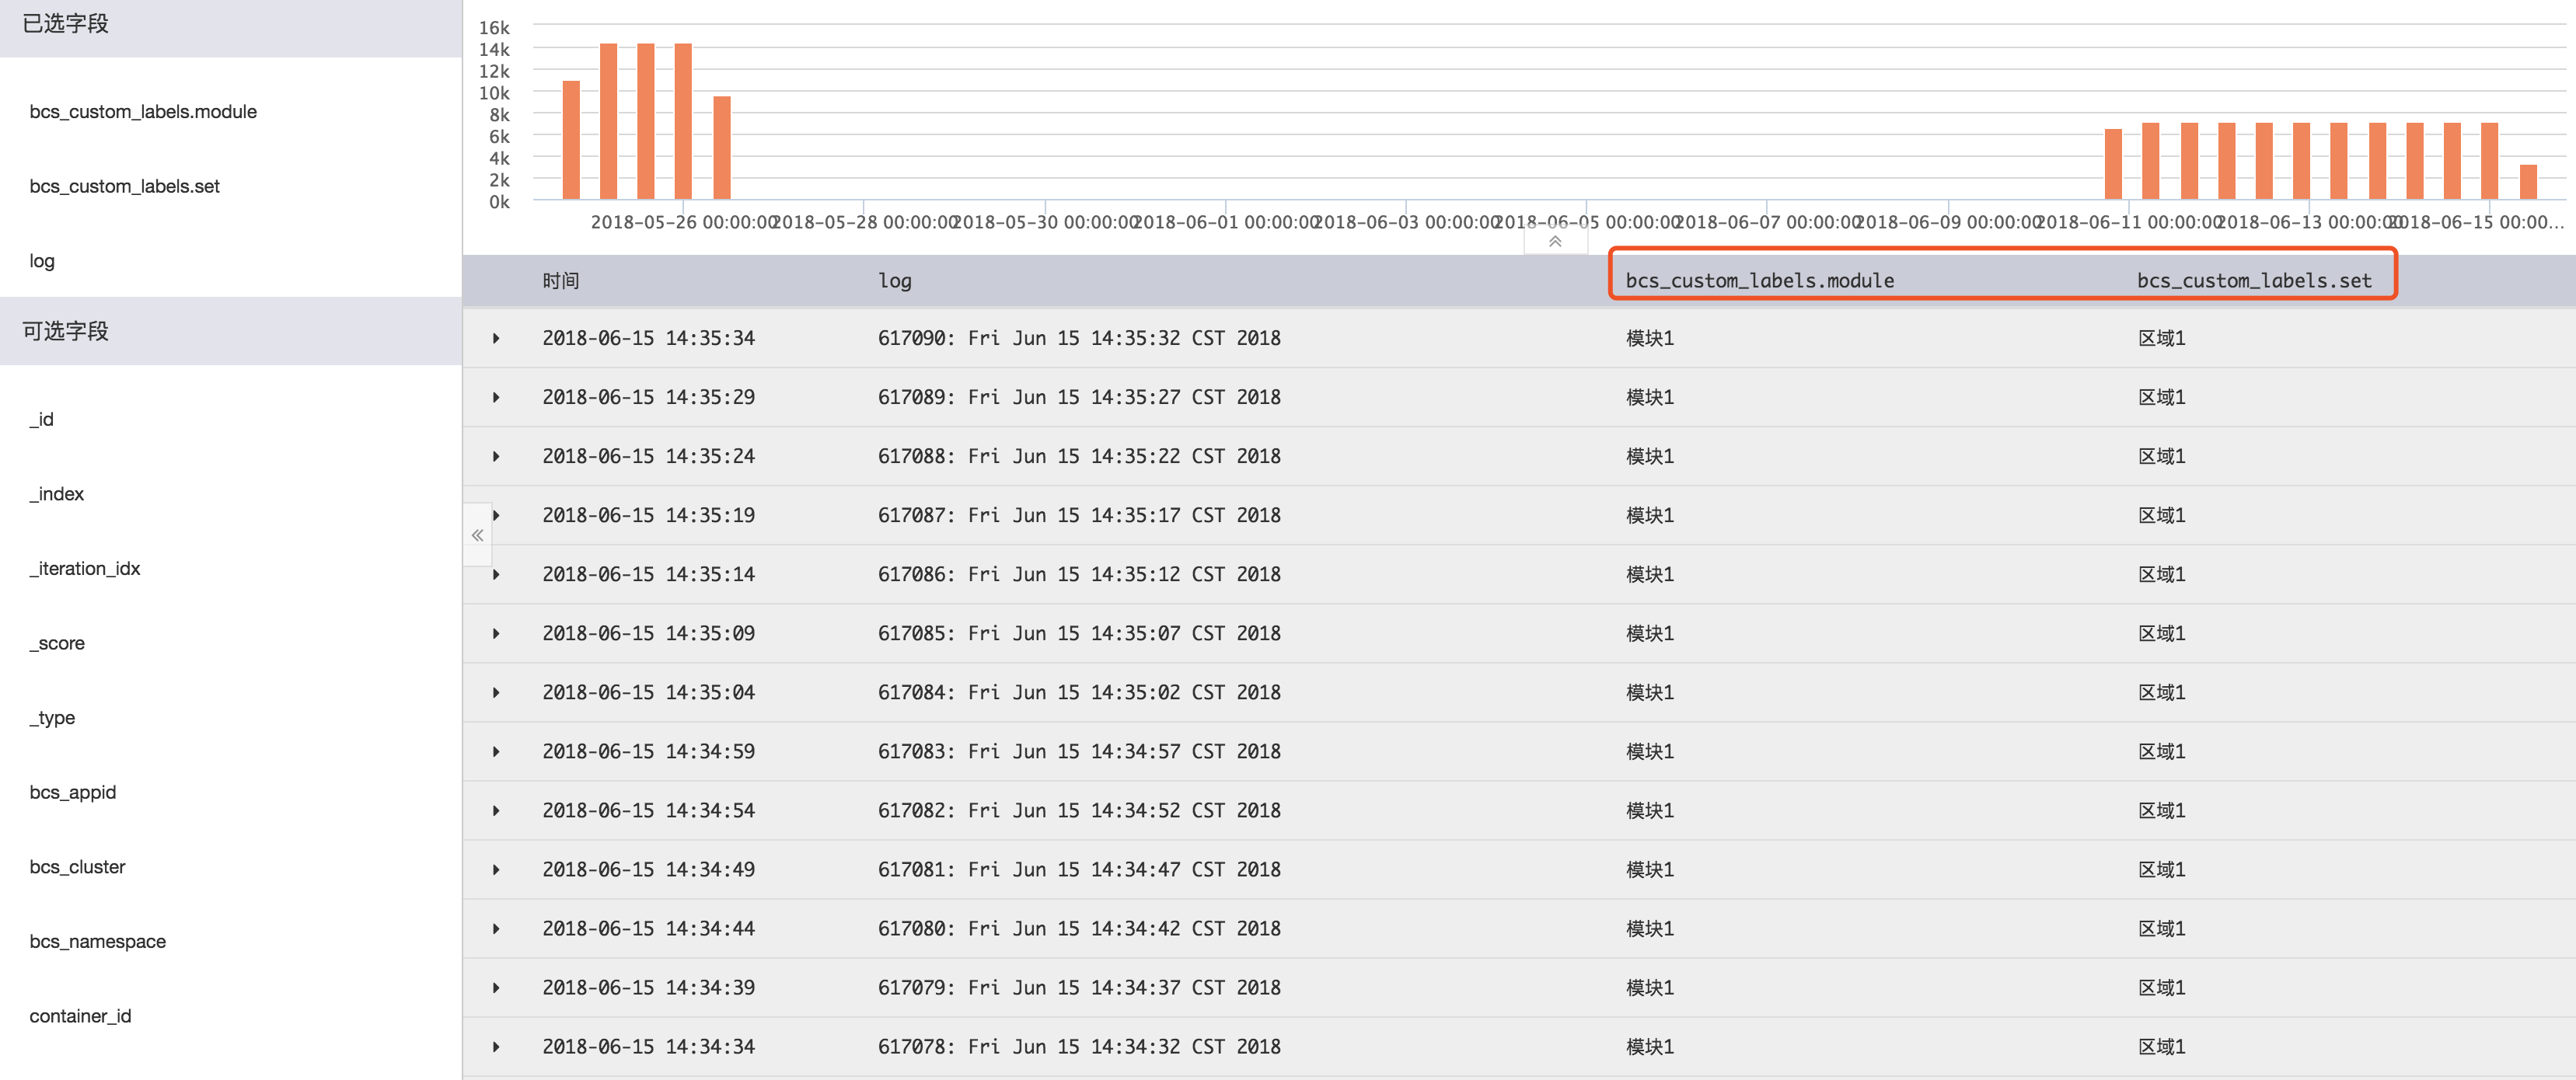 已选字段
bcs_custom_labels.module
bcs_custom_labels.set
log
可选字段
_id
_index
_iteration_idx
_score
_type
bcs_appid
bcs_cluster
bcs_namespace
container_id
16k
14k
12k
10k
8k
6k
4k
2k
0k
2018-05-26 00:00:00
2018-05-28 00:00:00
2018-05-30 00:00:00
2018-06-01 00:00:00
2018-06-03 00:00:00
2018-06-05 00:00:00
2018-06-07 00:00:00
2018-06-09 00:00:00
2018-06-11 00:00:00
2018-06-13 00:00:00
2018-06-15 00:00...
时间 log bcs_custom_labels.module bcs_custom_labels.set
2018-06-15 14:35:34 617090: Fri Jun 15 14:35:32 CST 2018 模块1 区域1
2018-06-15 14:35:29 617089: Fri Jun 15 14:35:27 CST 2018 模块1 区域1
2018-06-15 14:35:24 617088: Fri Jun 15 14:35:22 CST 2018 模块1 区域1
2018-06-15 14:35:19 617087: Fri Jun 15 14:35:17 CST 2018 模块1 区域1
2018-06-15 14:35:14 617086: Fri Jun 15 14:35:12 CST 2018 模块1 区域1
2018-06-15 14:35:09 617085: Fri Jun 15 14:35:07 CST 2018 模块1 区域1
2018-06-15 14:35:04 617084: Fri Jun 15 14:35:02 CST 2018 模块1 区域1
2018-06-15 14:34:59 617083: Fri Jun 15 14:34:57 CST 2018 模块1 区域1
2018-06-15 14:34:54 617082: Fri Jun 15 14:34:52 CST 2018 模块1 区域1
2018-06-15 14:34:49 617081: Fri Jun 15 14:34:47 CST 2018 模块1 区域1
2018-06-15 14:34:44 617080: Fri Jun 15 14:34:42 CST 2018 模块1 区域1
2018-06-15 14:34:39 617079: Fri Jun 15 14:34:37 CST 2018 模块1 区域1
2018-06-15 14:34:34 617078: Fri Jun 15 14:34:32 CST 2018 模块1 区域1